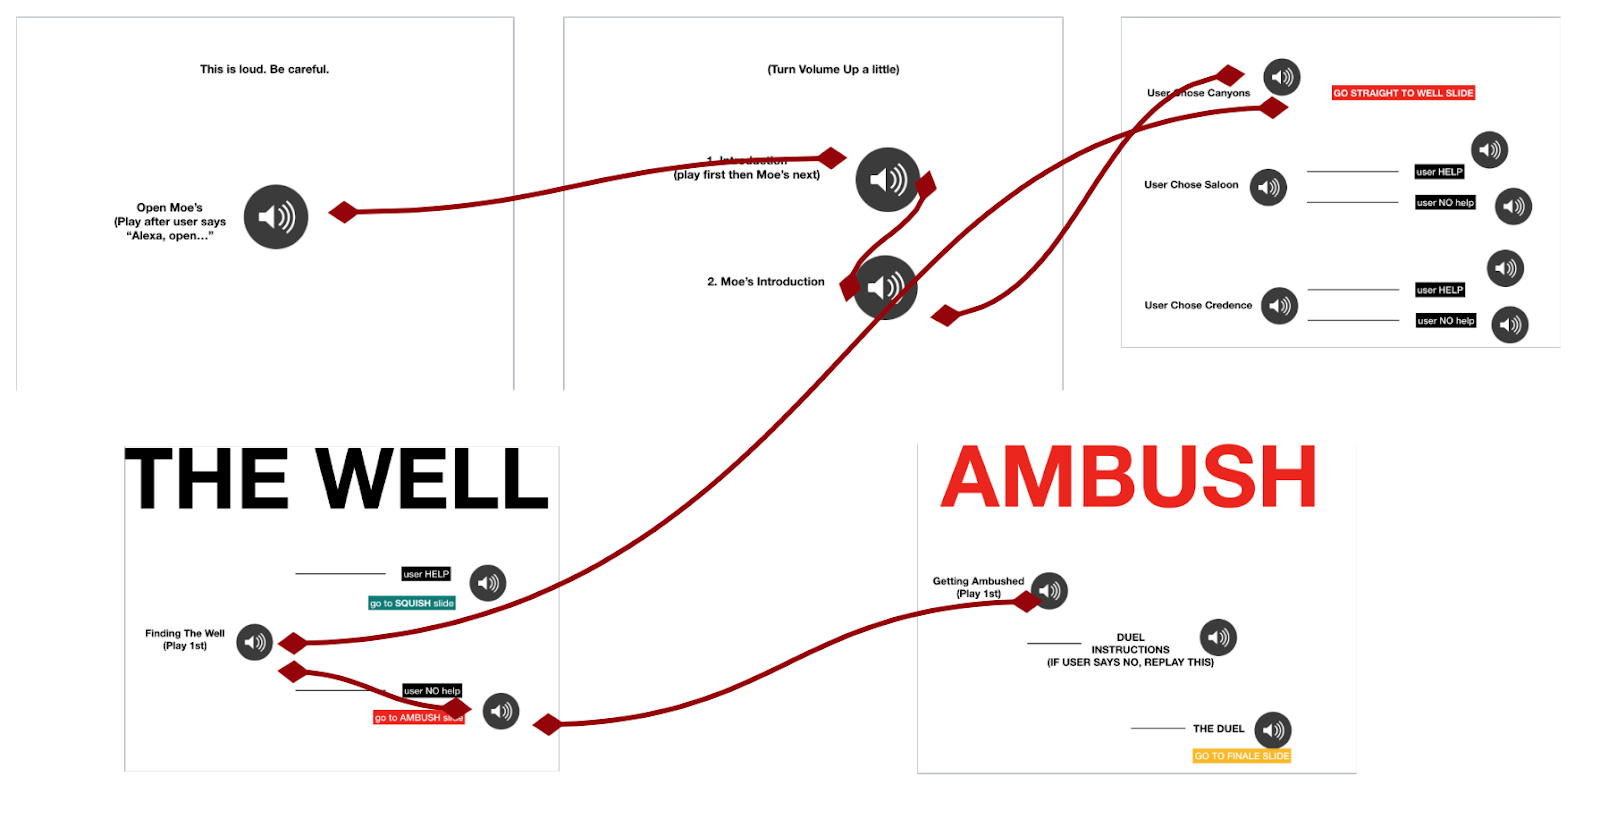 This is loud. Be careful.
Open Moe's
(Play after user says
“Alexa, open…”
(Turn Volume Up a little)
1. Introduction
(play first then Moe's next)
2. Moe's Introduction
User Chose Canyons
GO STRAIGHT TO WELL SLIDE
User Chose Saloon
user HELP
user NO help
User Chose Credence
user HELP
user NO help
THE WELL
user HELP
go to SQUISH slide
Finding The Well
(Play 1st)
user NO help
go to AMBUSH slide
AMBUSH
Getting Ambushed
(Play 1st)
DUEL
INSTRUCTIONS
(IF USER SAYS NO, REPLAY THIS)
THE DUEL
GO TO FINALE SLIDE